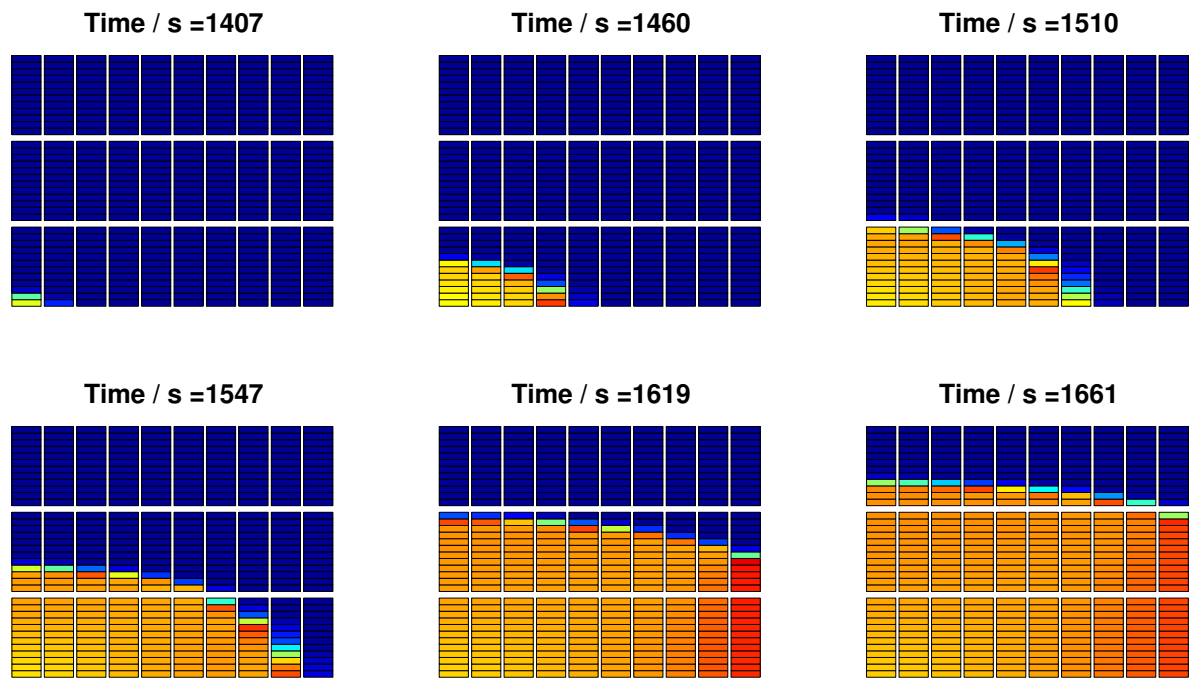 Time / s =1407
Time / s =1460
Time / s =1510
Time / s =1547
Time / s =1619
Time / s =1661